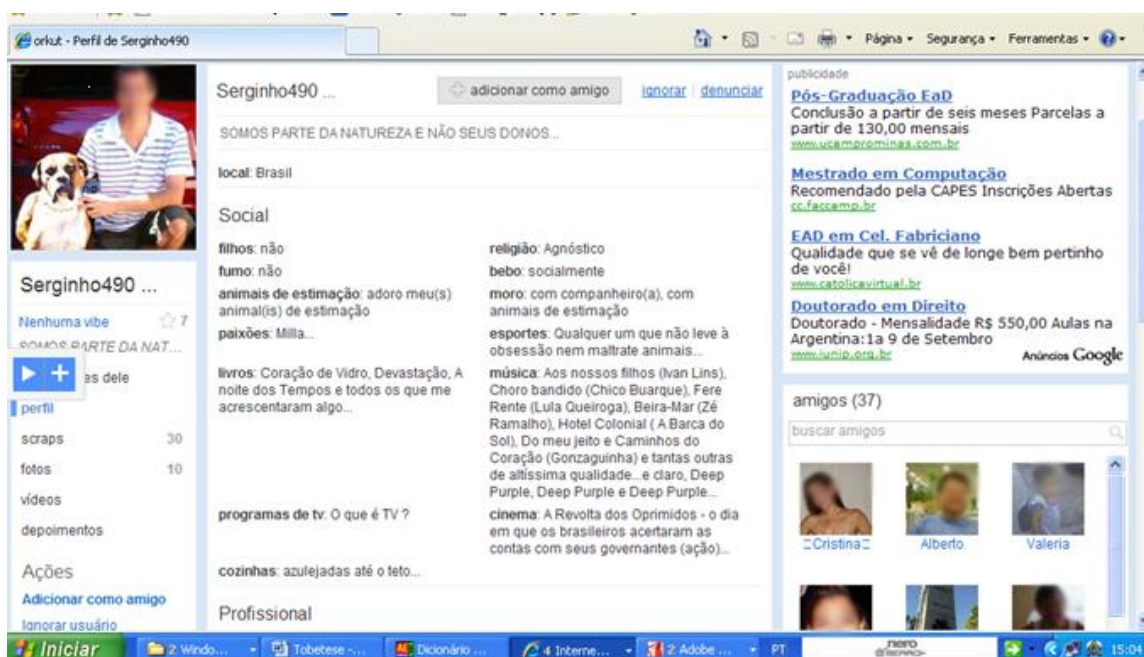 orkut - Perfil de Serginho490
Página
Segurança
Ferramentas
Serginho490 ...
Nenhuma vibe
7
SOMOS PARTE DA NAT...
es dele
perfil
scraps 30
fotos 10
vídeos
depoimentos
Ações
Adicionar como amigo
Ignorar usuário
Serginho490 ...
adicionar como amigo
ignorar
denunciar
SOMOS PARTE DA NATUREZA E NÃO SEUS DONOS...
local: Brasil
Social
filhos: não
religião: Agnóstico
fumo: não
bebo: socialmente
animais de estimação: adoro meu(s)
animal(is) de estimação
moro: com companheiro(a), com
animais de estimação
paixões: Milla...
esportes: Qualquer um que não leve à
obsessão nem maltrate animais...
livros: Coração de Vidro, Devastação, A
noite dos Tempos e todos os que me
acrescentaram algo...
música: Aos nossos filhos (Ivan Lins),
Choro bandido (Chico Buarque), Fere
Rente (Lula Queiroga), Beira-Mar (Zé
Ramalho), Hotel Colonial ( A Barca do
Sol), Do meu jeito e Caminhos do
Coração (Gonzaguinha) e tantas outras
de altíssima qualidade...e claro, Deep
Purple, Deep Purple e Deep Purple...
programas de tv: O que é TV ?
cinema: A Revolta dos Oprimidos - o dia
em que os brasileiros acertaram as
contas com seus governantes (ação)...
cozinhas: azulejadas até o teto...
Profissional
publicidade
Pós-Graduação EaD
Conclusão a partir de seis meses Parcelas a
partir de 130,00 mensais
www.ucamprominas.com.br
Mestrado em Computação
Recomendado pela CAPES Inscrições Abertas
cc.faccamp.br
EAD em Cel. Fabriciano
Qualidade que se vê de longe bem pertinho
de você!
www.catolicavirtual.br
Doutorado em Direito
Doutorado - Mensalidade R$ 550,00 Aulas na
Argentina:1a 9 de Setembro
www.iunip.org.br
Anúncios Google
amigos (37)
buscar amigos
Cristina
Alberto
Valeria
Iniciar
2 Windo...
Tobetese -...
Dicionário ...
4 Interne...
2 Adobe ...
PT
nero
SEARCH
15:04